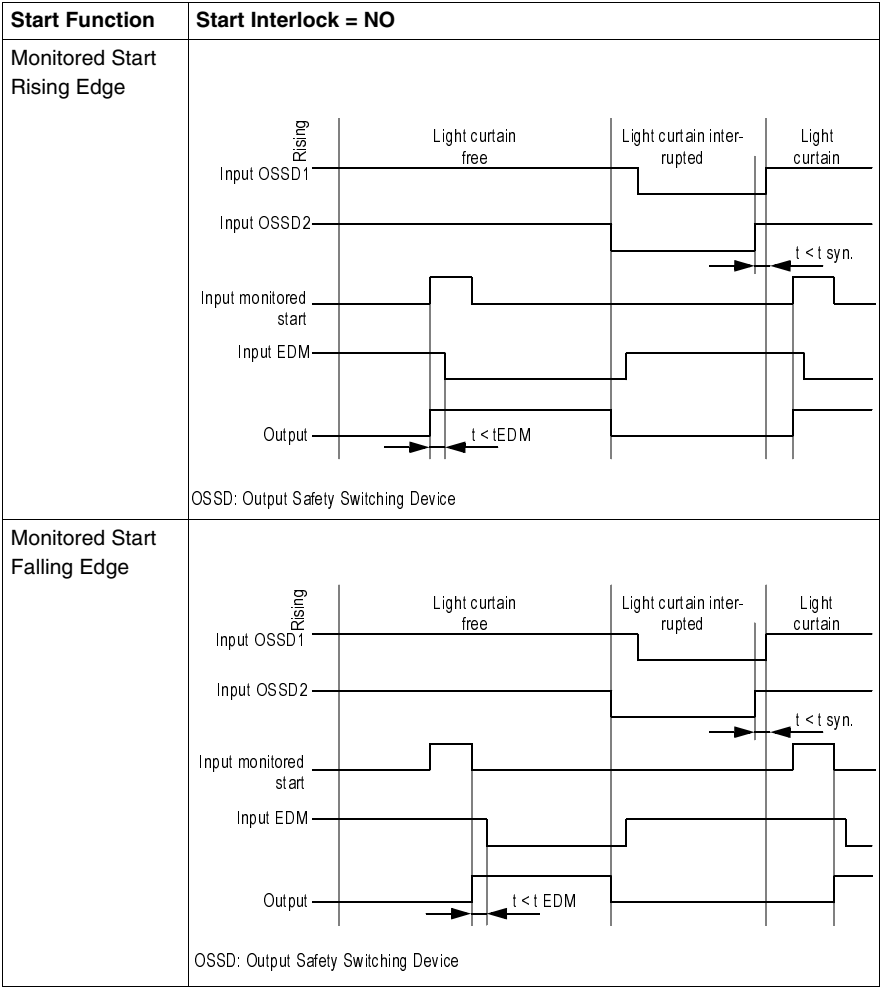 Start Function
Start Interlock = NO
Monitored Start
Rising Edge
Rising
Light curtain
free
Light curtain inter-
rupted
Light
curtain
Input OSSD1
Input OSSD2
t < t syn.
Input monitored
start
Input EDM
Output
t < tEDM
OSSD: Output Safety Switching Device
Monitored Start
Falling Edge
Rising
Light curtain
free
Light curtain inter-
rupted
Light
curtain
Input OSSD1
Input OSSD2
t < t syn.
Input monitored
start
Input EDM
Output
t < t EDM
OSSD: Output Safety Switching Device